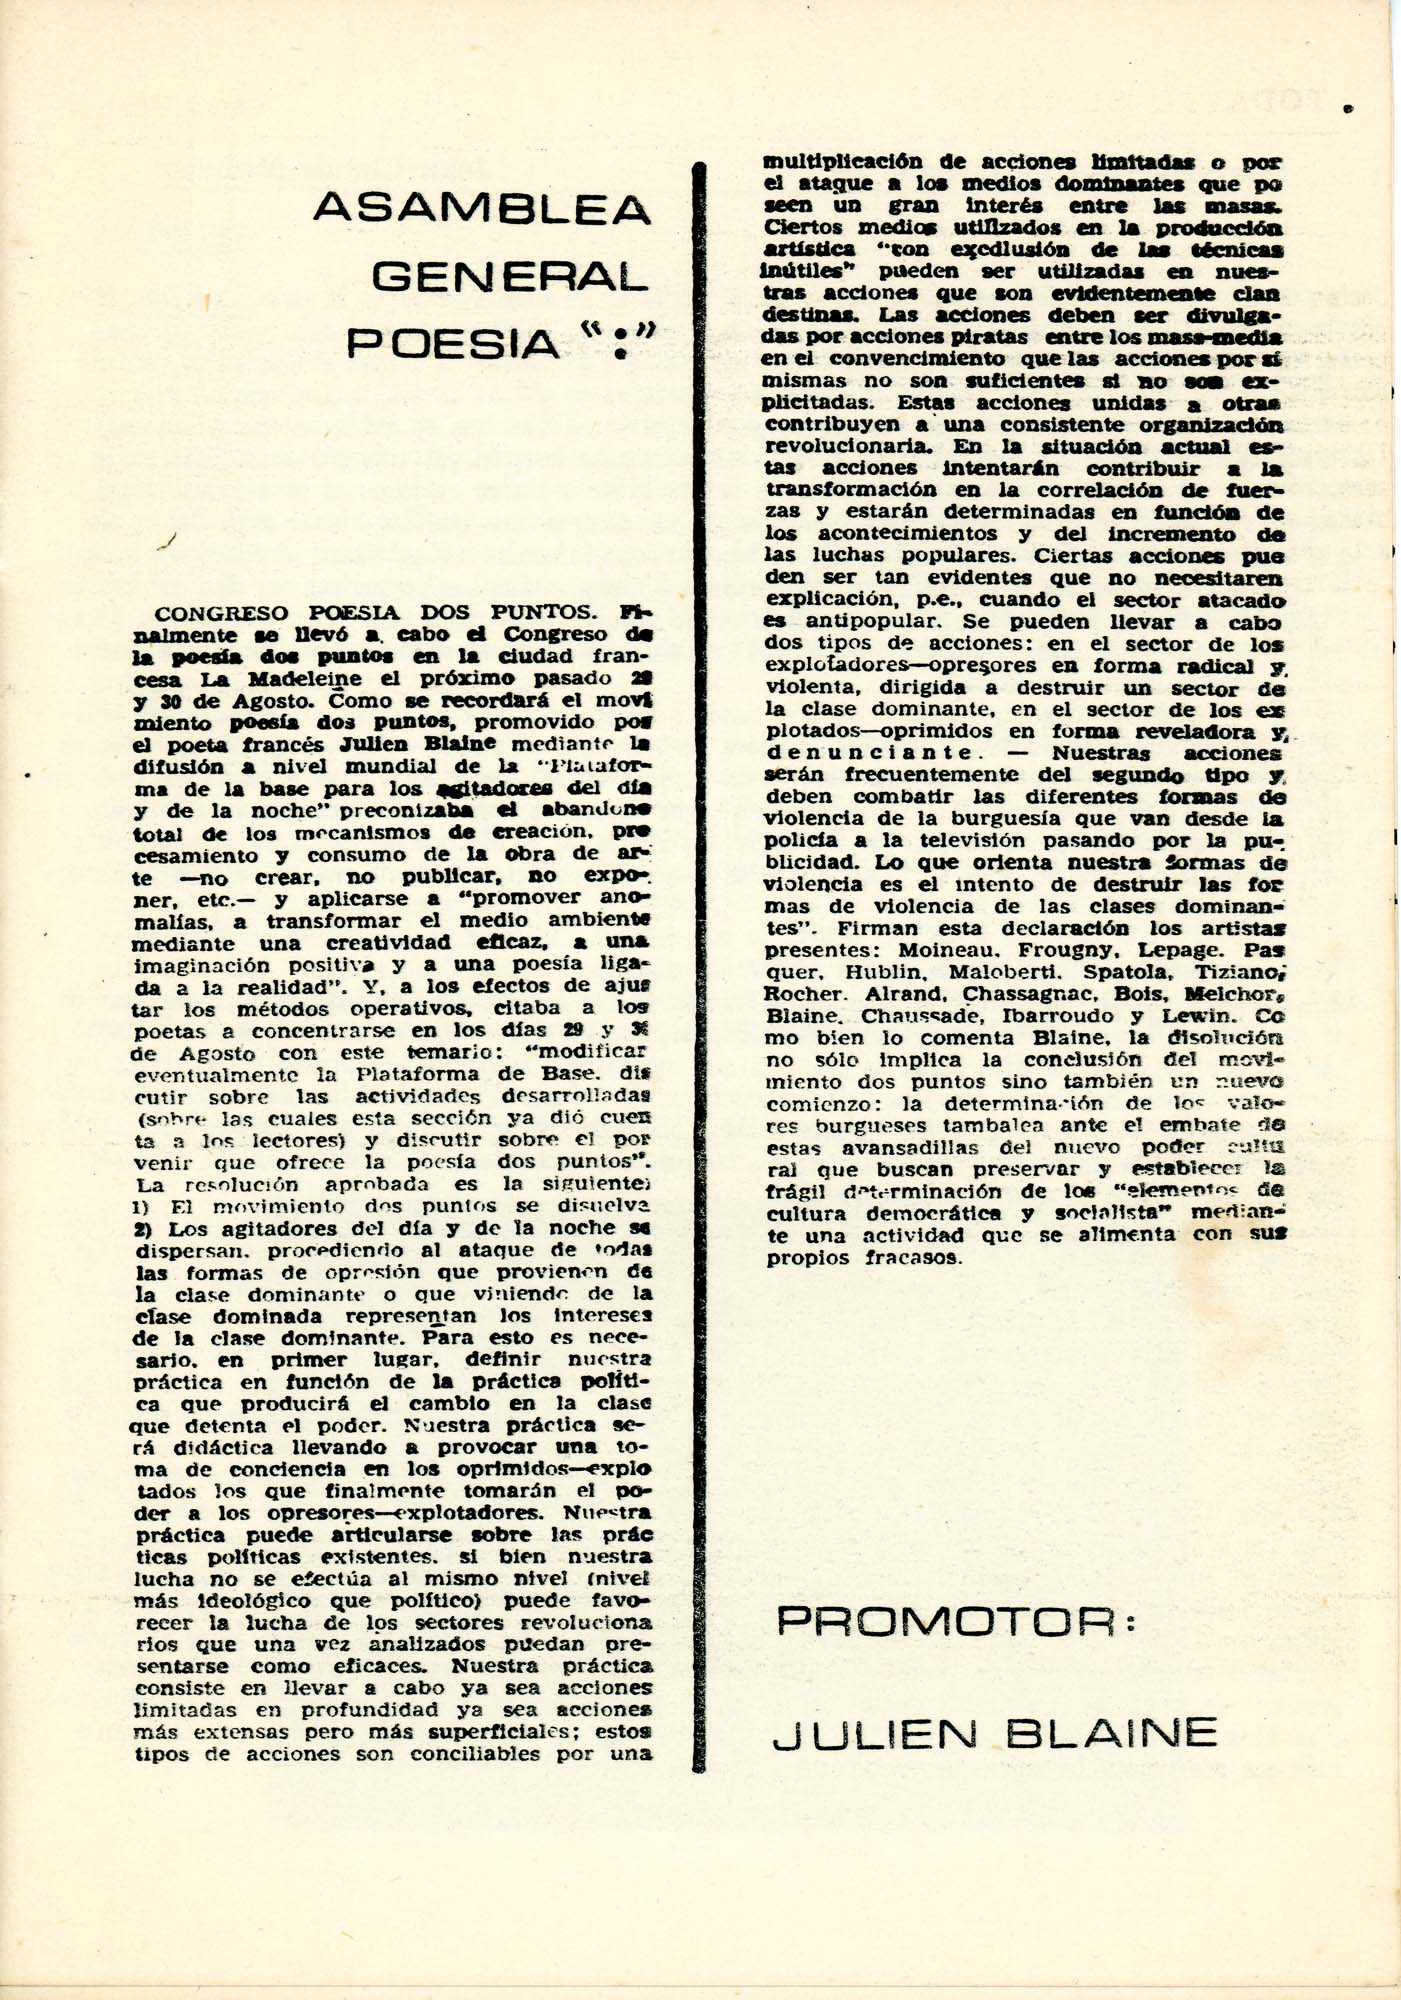 ASAMBLEA
GENERAL
POESIA “:”
CONGRESO POESIA DOS PUNTOS. Fi-
nalmente se llevó a cabo el Congreso de
la poesía dos puntos en la ciudad fran-
cesa La Madeleine el próximo pasado 29
y 30 de Agosto. Como se recordará el movi
miento poesía dos puntos, promovido por
el poeta francés Julien Blaine mediante la
difusión a nivel mundial de la “Platafor-
ma de la base para los agitadores del día
y de la noche” preconizaba el abandono
total de los mecanismos de creación, pro
cesamiento y consumo de la obra de ar-
te —no crear, no publicar, no expo-
ner, etc.— y aplicarse a “promover ano-
malías, a transformar el medio ambiente
mediante una creatividad eficaz, a una
imaginación positiva y a una poesía liga-
da a la realidad”. Y, a los efectos de ajus
tar los métodos operativos, citaba a los
poetas a concentrarse en los días 29 y
de Agosto con este temario: “modificar
eventualmente la Plataforma de Base, dis
cutir sobre las actividades desarrolladas
(sobre las cuales esta sección ya dió cuen
ta a los lectores) y discutir sobre el por
venir que ofrece la poesía dos puntos”.
La resolución aprobada es la siguiente:
1) El movimiento dos puntos se disuelve
2) Los agitadores del día y de la noche se
dispersan, procediendo al ataque de todas
las formas de opresión que provienen de
la clase dominante o que viniendo de la
clase dominada representan los intereses
de la clase dominante. Para esto es nece-
sario, en primer lugar, definir nuestra
práctica en función de la práctica políti-
ca que producirá el cambio en la clase
que detenta el poder. Nuestra práctica se-
rá didáctica llevando a provocar una to-
ma de conciencia en los oprimidos—explo
tados los que finalmente tomarán el po-
der a los opresores—explotadores. Nuestra
práctica puede articularse sobre las prác
ticas políticas existentes, si bien nuestra
lucha no se efectúa al mismo nivel (nivel
más ideológico que político) puede favo-
recer la lucha de los sectores revoluciona
rios que una vez analizados puedan pre-
sentarse como eficaces. Nuestra práctica
consiste en llevar a cabo ya sea acciones
limitadas en profundidad ya sea acciones
más extensas pero más superficiales; estos
tipos de acciones son conciliables por una
multiplicación de acciones limitadas o por
el ataque a los medios dominantes que po
seen un gran interés entre las masas.
Ciertos medios utilizados en la producción
artística “con excdlusión de las técnicas
inútiles” pueden ser utilizadas en nues-
tras acciones que son evidentemente clan
destinas. Las acciones deben ser divulga-
das por acciones piratas entre los mass-media
en el convencimiento que las acciones por sí
mismas no son suficientes si no son ex-
plicitadas. Estas acciones unidas a otras
contribuyen a una consistente organización
revolucionaria. En la situación actual es-
tas acciones intentarán contribuir a la
transformación en la correlación de fuer-
zas y estarán determinadas en función de
los acontecimientos y del incremento de
las luchas populares. Ciertas acciones pue
den ser tan evidentes que no necesitaren
explicación, p.e., cuando el sector atacado
es antipopular. Se pueden llevar a cabo
dos tipos de acciones: en el sector de los
explotadores—opresores en forma radical y
violenta, dirigida a destruir un sector de
la clase dominante, en el sector de los ex
plotados—oprimidos en forma reveladora y
denunciante. — Nuestras acciones
serán frecuentemente del segundo tipo y
deben combatir las diferentes formas de
violencia de la burguesía que van desde la
policía a la televisión pasando por la pu-
blicidad. Lo que orienta nuestra formas de
violencia es el intento de destruir las for
mas de violencia de las clases dominan-
tes”. Firman esta declaración los artistas
presentes: Moineau, Frougny, Lepage, Pas
quer, Hublin, Maloberti, Spatola, Tiziano,
Rocher. Alrand, Chassagnac, Bois, Melchor,
Blaine, Chaussade, Ibarroudo y Lewin. Co
mo bien lo comenta Blaine, la disolución
no sólo implica la conclusión del movi-
miento dos puntos sino también un nuevo
comienzo: la determinación de los valo-
res burgueses tambalea ante el embate de
estas avansadillas del nuevo poder cultu
ral que buscan preservar y establecer la
frágil determinación de los “elementos de
cultura democrática y socialista” median-
te una actividad que se alimenta con sus
propios fracasos.
PROMOTOR:
JULIEN BLAINE